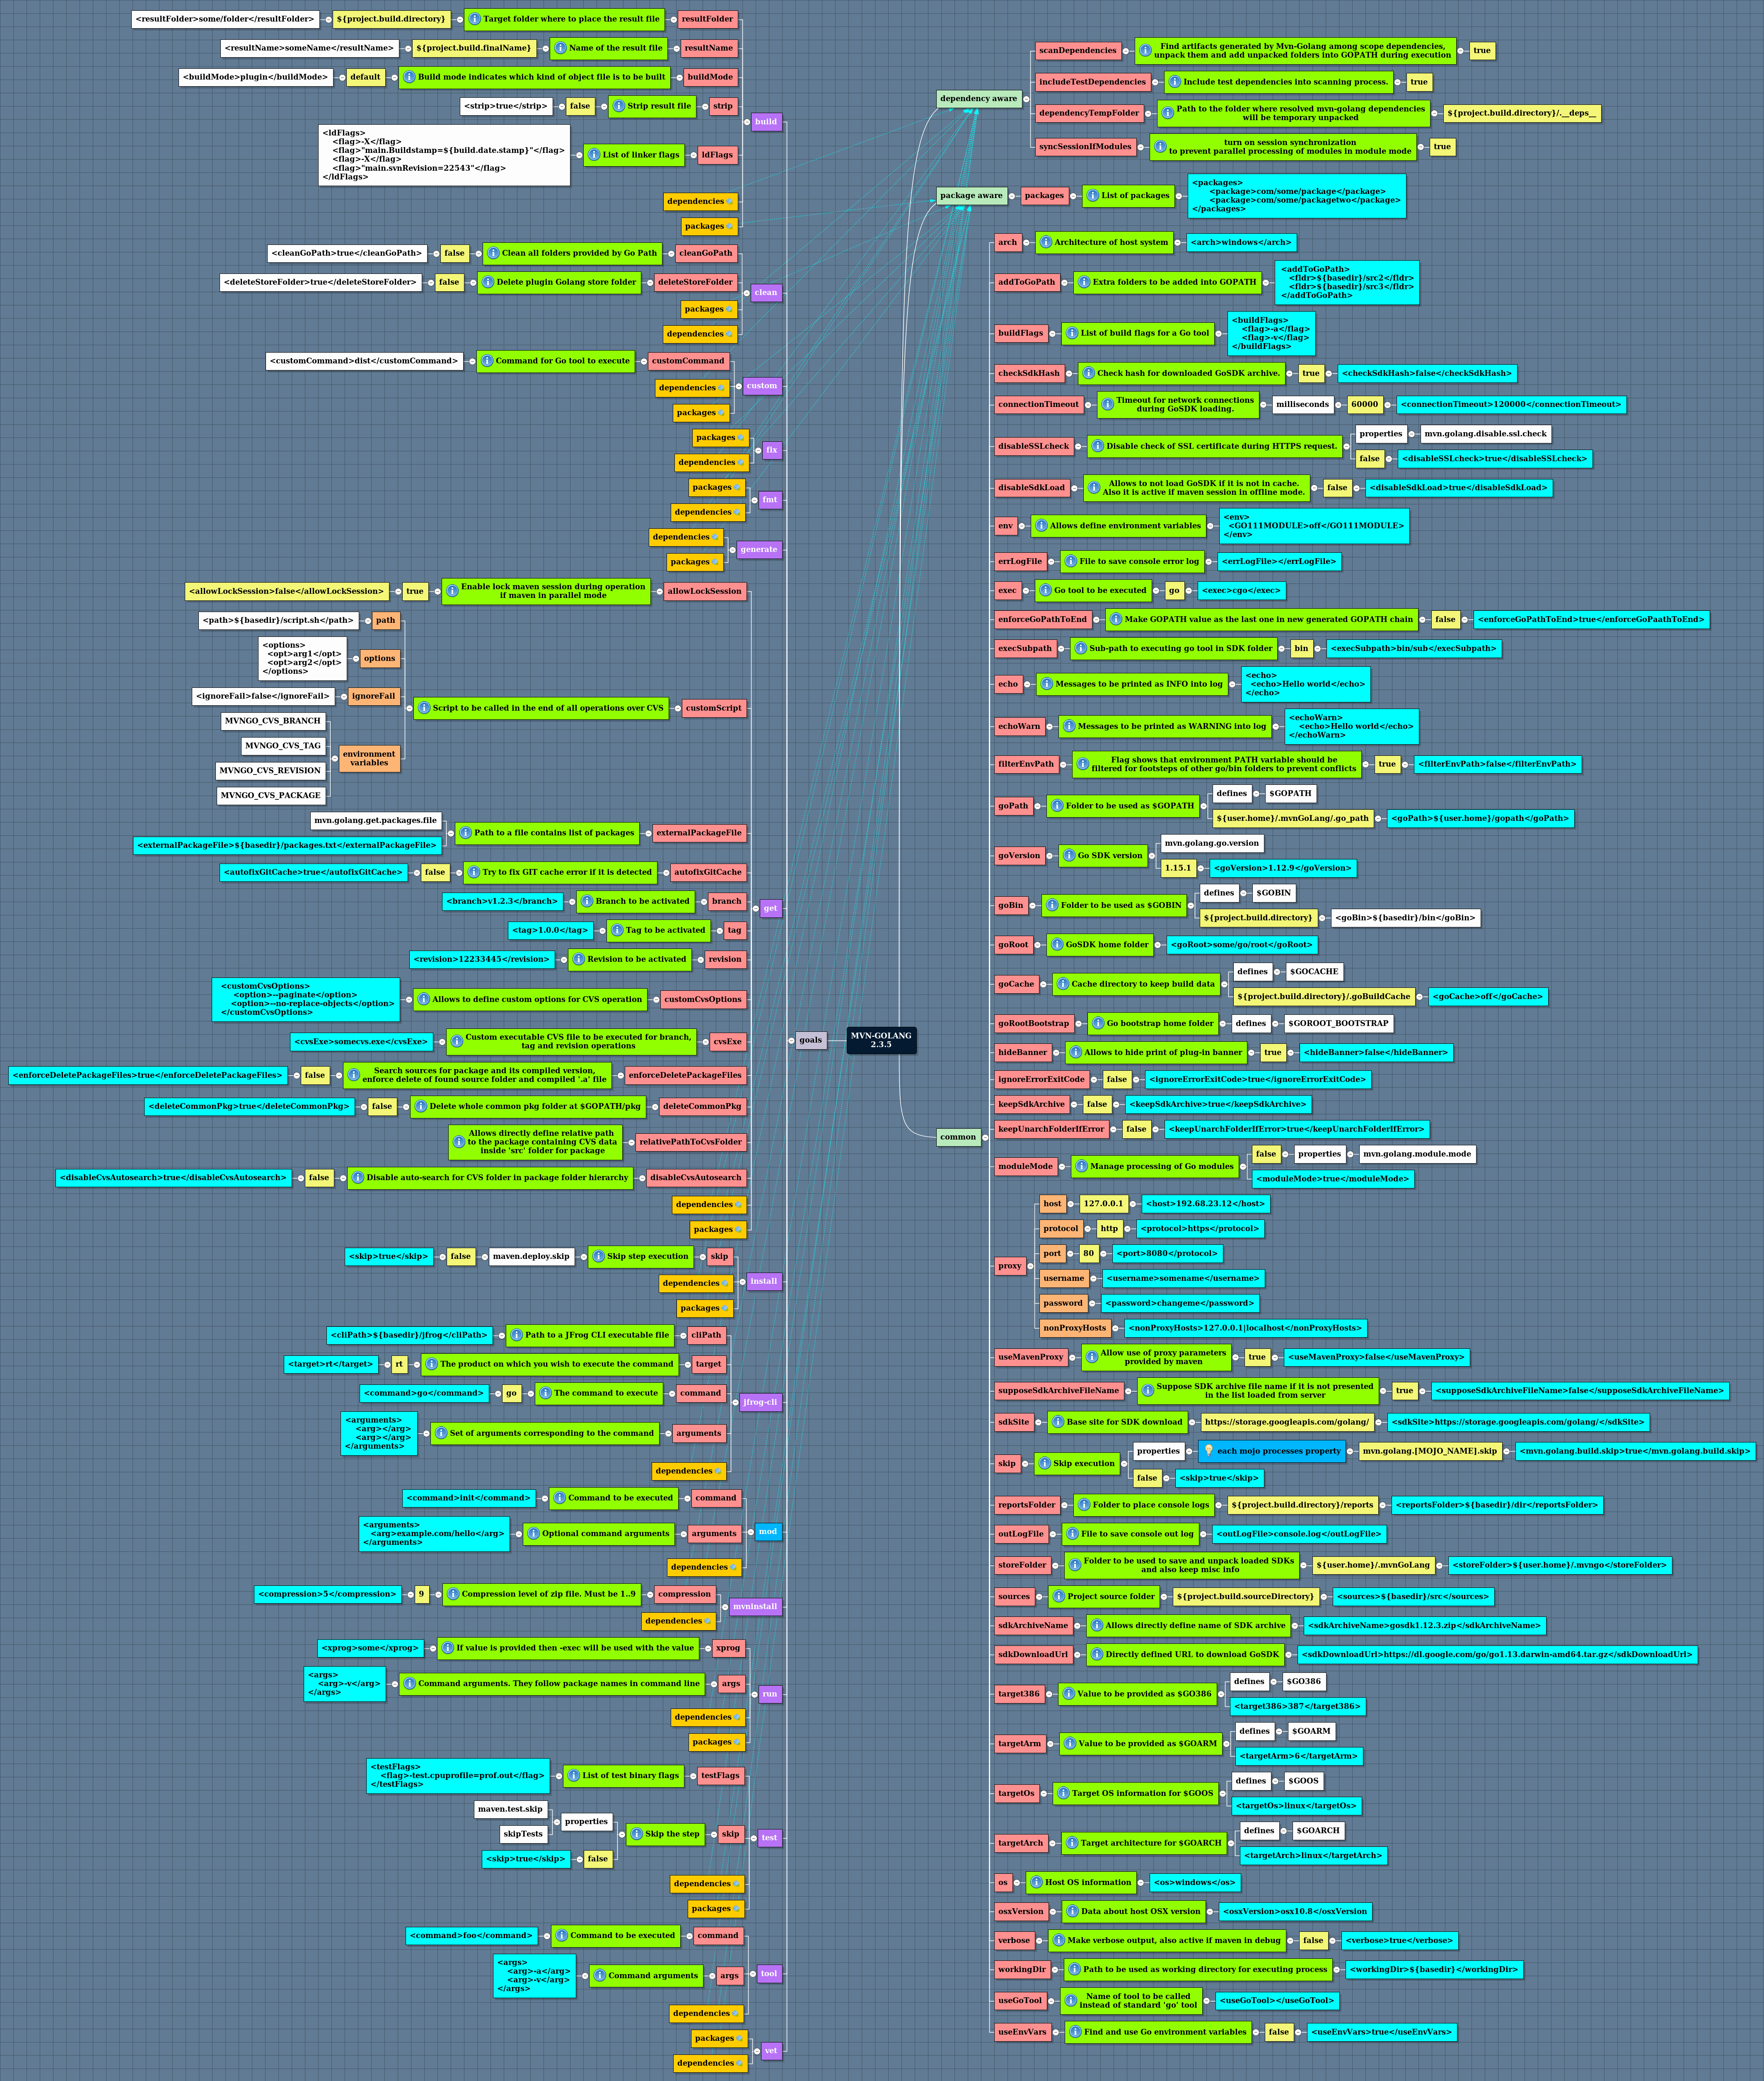 MVN-GOLANG
2.3.5
goals
build
resultFolder
Target folder where to place the result file
${project.build.directory}
<resultFolder>some/folder</resultFolder>
resultName
Name of the result file
${project.build.finalName}
<resultName>someName</resultName>
buildMode
Build mode indicates which kind of object file is to be built
default
<buildMode>plugin</buildMode>
strip
Strip result file
false
<strip>true</strip>
ldFlags
List of linker flags
<ldFlags>
<flag>-X</flag>
<flag>"main.Buildstamp=${build.date.stamp}"</flag>
<flag>-X</flag>
<flag>"main.svnRevision=22543"</flag>
</ldFlags>
dependencies
packages
clean
cleanGoPath
Clean all folders provided by Go Path
false
<cleanGoPath>true</cleanGoPath>
deleteStoreFolder
Delete plugin Golang store folder
false
<deleteStoreFolder>true</deleteStoreFolder>
packages
dependencies
custom
customCommand
Command for Go tool to execute
<customCommand>dist</customCommand>
dependencies
packages
fix
packages
dependencies
fmt
packages
dependencies
generate
dependencies
packages
get
allowLockSession
Enable lock maven session during operation
if maven in parallel mode
true
<allowLockSession>false</allowLockSession>
customScript
Script to be called in the end of all operations over CVS
path
<path>${basedir}/script.sh</path>
options
<options>
<opt>arg1</opt>
<opt>arg2</opt>
</options>
ignoreFail
<ignoreFail>false</ignoreFail>
environment
variables
MVNGO_CVS_BRANCH
MVNGO_CVS_TAG
MVNGO_CVS_REVISION
MVNGO_CVS_PACKAGE
externalPackageFile
Path to a file contains list of packages
mvn.golang.get.packages.file
<externalPackageFile>${basedir}/packages.txt</externalPackageFile>
autofixGitCache
Try to fix GIT cache error if it is detected
false
<autofixGitCache>true</autofixGitCache>
branch
Branch to be activated
<branch>v1.2.3</branch>
tag
Tag to be activated
<tag>1.0.0</tag>
revision
Revision to be activated
<revision>12233445</revision>
customCvsOptions
Allows to define custom options for CVS operation
<customCvsOptions>
<option>--paginate</option>
<option>--no-replace-objects</option>
</customCvsOptions>
cvsExe
Custom executable CVS file to be executed for branch,
tag and revision operations
<cvsExe>somecvs.exe</cvsExe>
enforceDeletePackageFiles
Search sources for package and its compiled version,
enforce delete of found source folder and compiled '.a' file
false
<enforceDeletePackageFiles>true</enforceDeletePackageFiles>
deleteCommonPkg
Delete whole common pkg folder at $GOPATH/pkg
false
<deleteCommonPkg>true</deleteCommonPkg>
relativePathToCvsFolder
Allows directly define relative path
to the package containing CVS data
inside 'src' folder for package
disableCvsAutosearch
Disable auto-search for CVS folder in package folder hierarchy
false
<disableCvsAutosearch>true</disableCvsAutosearch>
dependencies
packages
install
skip
Skip step execution
maven.deploy.skip
false
<skip>true</skip>
dependencies
packages
jfrog-cli
cliPath
Path to a JFrog CLI executable file
<cliPath>${basedir}/jfrog</cliPath>
target
The product on which you wish to execute the command
rt
<target>rt</target>
command
The command to execute
go
<command>go</command>
arguments
Set of arguments corresponding to the command
<arguments>
<arg></arg>
<arg></arg>
</arguments>
dependencies
mod
command
Command to be executed
<command>init</command>
arguments
Optional command arguments
<arguments>
<arg>example.com/hello</arg>
</arguments>
dependencies
mvninstall
compression
Compression level of zip file. Must be 1..9
9
<compression>5</compression>
dependencies
run
xprog
If value is provided then -exec will be used with the value
<xprog>some</xprog>
args
Command arguments. They follow package names in command line
<args>
<arg>-v</arg>
</args>
dependencies
packages
test
testFlags
List of test binary flags
<testFlags>
<flag>-test.cpuprofile=prof.out</flag>
</testFlags>
skip
Skip the step
properties
maven.test.skip
skipTests
false
<skip>true</skip>
dependencies
packages
tool
command
Command to be executed
<command>foo</command>
args
Command arguments
<args>
<arg>-a</arg>
<arg>-v</arg>
</args>
dependencies
vet
packages
dependencies
dependency aware
scanDependencies
Find artifacts generated by Mvn-Golang among scope dependencies,
unpack them and add unpacked folders into GOPATH during execution
true
includeTestDependencies
Include test dependencies into scanning process.
true
dependencyTempFolder
Path to the folder where resolved mvn-golang dependencies
will be temporary unpacked
${project.build.directory}/.__deps__
syncSessionIfModules
turn on session synchronization
to prevent parallel processing of modules in module mode
true
package aware
packages
List of packages
<packages>
<package>com/some/package</package>
<package>com/some/packagetwo</package>
</packages>
common
arch
Architecture of host system
<arch>windows</arch>
addToGoPath
Extra folders to be added into GOPATH
<addToGoPath>
<fldr>${basedir}/src2</fldr>
<fldr>${basedir}/src3</fldr>
</addToGoPath>
buildFlags
List of build flags for a Go tool
<buildFlags>
<flag>-a</flag>
<flag>-v</flag>
</buildFlags>
checkSdkHash
Check hash for downloaded GoSDK archive.
true
<checkSdkHash>false</checkSdkHash>
connectionTimeout
Timeout for network connections
during GoSDK loading.
milliseconds
60000
<connectionTimeout>120000</connectionTimeout>
disableSSLcheck
Disable check of SSL certificate during HTTPS request.
properties
mvn.golang.disable.ssl.check
false
<disableSSLcheck>true</disableSSLcheck>
disableSdkLoad
Allows to not load GoSDK if it is not in cache.
Also it is active if maven session in offline mode.
false
<disableSdkLoad>true</disableSdkLoad>
env
Allows define environment variables
<env>
<GO111MODULE>off</GO111MODULE>
</env>
errLogFile
File to save console error log
<errLogFile></errLogFile>
exec
Go tool to be executed
go
<exec>cgo</exec>
enforceGoPathToEnd
Make GOPATH value as the last one in new generated GOPATH chain
false
<enforceGoPathToEnd>true</enforceGoPaathToEnd>
execSubpath
Sub-path to executing go tool in SDK folder
bin
<execSubpath>bin/sub</execSubpath>
echo
Messages to be printed as INFO into log
<echo>
<echo>Hello world</echo>
</echo>
echoWarn
Messages to be printed as WARNING into log
<echoWarn>
<echo>Hello world</echo>
</echoWarn>
filterEnvPath
Flag shows that environment PATH variable should be
filtered for footsteps of other go/bin folders to prevent conflicts
true
<filterEnvPath>false</filterEnvPath>
goPath
Folder to be used as $GOPATH
defines
$GOPATH
${user.home}/.mvnGoLang/.go_path
<goPath>${user.home}/gopath</goPath>
goVersion
Go SDK version
mvn.golang.go.version
1.15.1
<goVersion>1.12.9</goVersion>
goBin
Folder to be used as $GOBIN
defines
$GOBIN
${project.build.directory}
<goBin>${basedir}/bin</goBin>
goRoot
GoSDK home folder
<goRoot>some/go/root</goRoot>
goCache
Cache directory to keep build data
defines
$GOCACHE
${project.build.directory}/.goBuildCache
<goCache>off</goCache>
goRootBootstrap
Go bootstrap home folder
defines
$GOROOT_BOOTSTRAP
hideBanner
Allows to hide print of plug-in banner
true
<hideBanner>false</hideBanner>
ignoreErrorExitCode
false
<ignoreErrorExitCode>true</ignoreErrorExitCode>
keepSdkArchive
false
<keepSdkArchive>true</keepSdkArchive>
keepUnarchFolderIfError
false
<keepUnarchFolderIfError>true</keepUnarchFolderIfError>
moduleMode
Manage processing of Go modules
false
properties
mvn.golang.module.mode
<moduleMode>true</moduleMode>
proxy
host
127.0.0.1
<host>192.68.23.12</host>
protocol
http
<protocol>https</protocol>
port
80
<port>8080</protocol>
username
<username>somename</username>
password
<password>changeme</password>
nonProxyHosts
<nonProxyHosts>127.0.0.1|localhost</nonProxyHosts>
useMavenProxy
Allow use of proxy parameters
provided by maven
true
<useMavenProxy>false</useMavenProxy>
supposeSdkArchiveFileName
Suppose SDK archive file name if it is not presented
in the list loaded from server
true
<supposeSdkArchiveFileName>false</supposeSdkArchiveFileName>
sdkSite
Base site for SDK download
https://storage.googleapis.com/golang/
<sdkSite>https://storage.googleapis.com/golang/</sdkSite>
skip
Skip execution
properties
each mojo processes property
mvn.golang.[MOJO_NAME].skip
<mvn.golang.build.skip>true</mvn.golang.build.skip>
false
<skip>true</skip>
reportsFolder
Folder to place console logs
${project.build.directory}/reports
<reportsFolder>${basedir}/dir</reportsFolder>
outLogFile
File to save console out log
<outLogFile>console.log</outLogFile>
storeFolder
Folder to be used to save and unpack loaded SDKs
and also keep misc info
${user.home}/.mvnGoLang
<storeFolder>${user.home}/.mvngo</storeFolder>
sources
Project source folder
${project.build.sourceDirectory}
<sources>${basedir}/src</sources>
sdkArchiveName
Allows directly define name of SDK archive
<sdkArchiveName>gosdk1.12.3.zip</sdkArchiveName>
sdkDownloadUrl
Directly defined URL to download GoSDK
<sdkDownloadUrl>https://dl.google.com/go/go1.13.darwin-amd64.tar.gz</sdkDownloadUrl>
target386
Value to be provided as $GO386
defines
$GO386
<target386>387</target386>
targetArm
Value to be provided as $GOARM
defines
$GOARM
<targetArm>6</targetArm>
targetOs
Target OS information for $GOOS
defines
$GOOS
<targetOs>linux</targetOs>
targetArch
Target architecture for $GOARCH
defines
$GOARCH
<targetArch>linux</targetArch>
os
Host OS information
<os>windows</os>
osxVersion
Data about host OSX version
<osxVersion>osx10.8</osxVersion
verbose
Make verbose output, also active if maven in debug
false
<verbose>true</verbose>
workingDir
Path to be used as working directory for executing process
<workingDir>${basedir}</workingDir>
useGoTool
Name of tool to be called
instead of standard 'go' tool
<useGoTool></useGoTool>
useEnvVars
Find and use Go environment variables
false
<useEnvVars>true</useEnvVars>